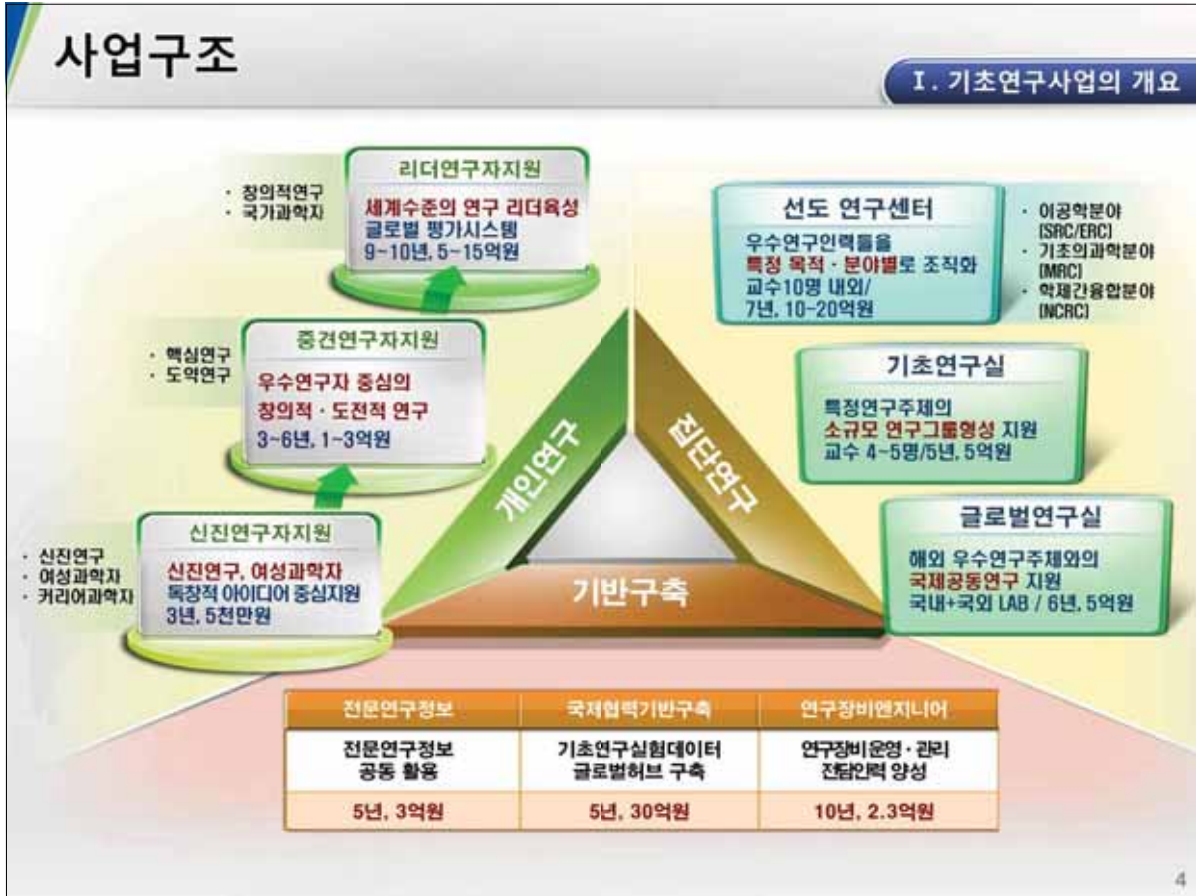 사업구조
I. 기초연구사업의 개요
· 창의적연구
· 국가과학자
리더연구자지원
세계수준의 연구 리더육성
글로벌 평가시스템
9~10년, 5~15억원
· 핵심연구
· 도약연구
중견연구자지원
우수연구자 중심의
창의적 · 도전적 연구
3~6년, 1~3억원
· 신진연구
· 여성과학자
· 커리어과학자
신진연구자지원
신진연구, 여성과학자
독창적 아이디어 중심지원
3년, 5천만원
개인연구
집단연구
기반구축
선도 연구센터
우수연구인력들을
특정 목적 · 분야별로 조직화
교수10명 내외/
7년, 10~20억원
· 이공학분야
(SRC/ERC)
· 기초의과학분야
(MRC)
· 학제간융합분야
(NCRC)
기초연구실
특정연구주제의
소규모 연구그룹형성 지원
교수 4~5명/5년, 5억원
글로벌연구실
해외 우수연구주체와의
국제공동연구 지원
국내+국외 LAB / 6년, 5억원
전문연구정보 국제협력기반구축 연구장비엔지니어
전문연구정보 기초연구실험데이터 연구장비운영 · 관리
공동 활용 글로벌허브 구축 전담인력 양성
5년, 3억원 5년, 30억원 10년, 2.3억원
4